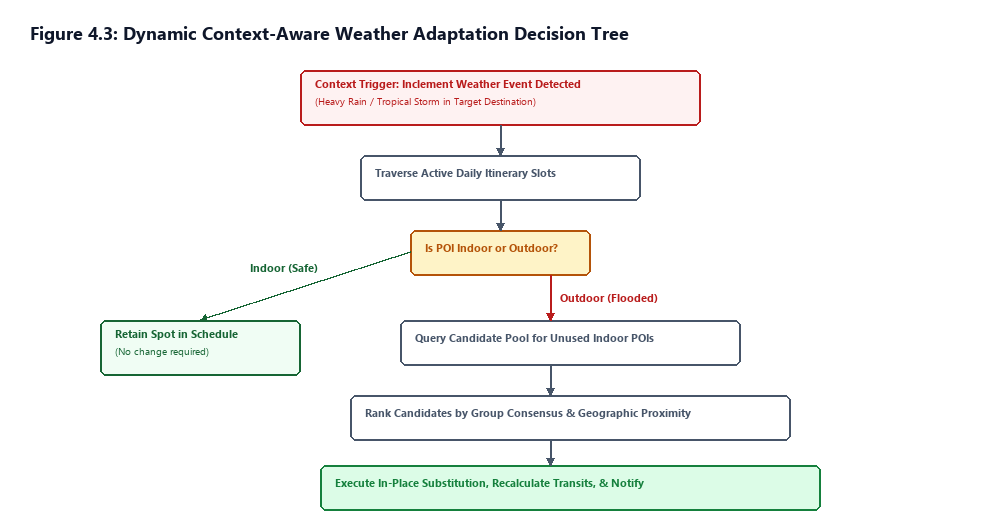 Figure 4.3: Dynamic Context-Aware Weather Adaptation Decision Tree
Context Trigger: Inclement Weather Event Detected
(Heavy Rain / Tropical Storm in Target Destination)
Traverse Active Daily Itinerary Slots
Is POI Indoor or Outdoor?
Indoor (Safe)
Outdoor (Flooded)
Retain Spot in Schedule
(No change required)
Query Candidate Pool for Unused Indoor POIs
Rank Candidates by Group Consensus & Geographic Proximity
Execute In-Place Substitution, Recalculate Transits, & Notify